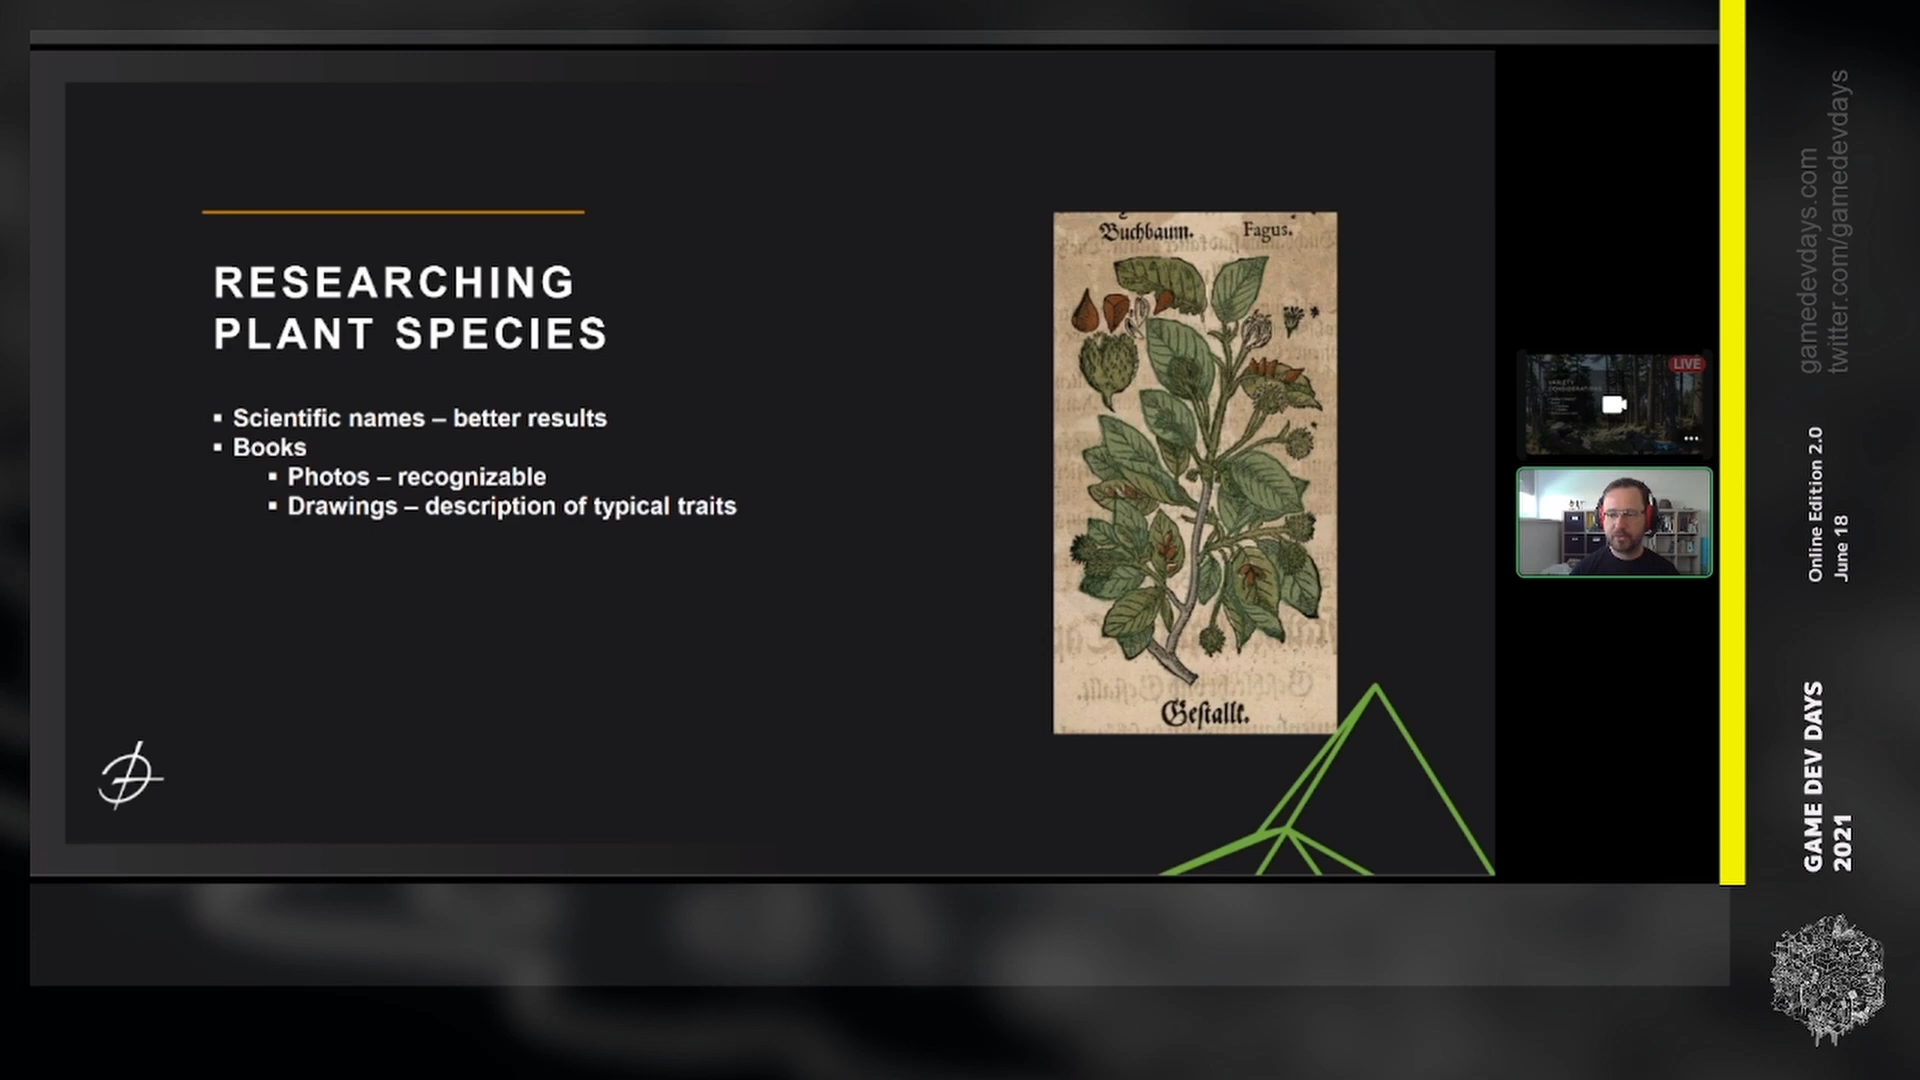 RESEARCHING
PLANT SPECIES
▪ Scientific names – better results
▪ Books
▪ Photos – recognizable
▪ Drawings – description of typical traits
Buchbaum. Fagus.
Geſtallt.
LIVE
gamedevdays.com
twitter.com/gamedevdays
Online Edition 2.0
June 18
GAME DEV DAYS
2021